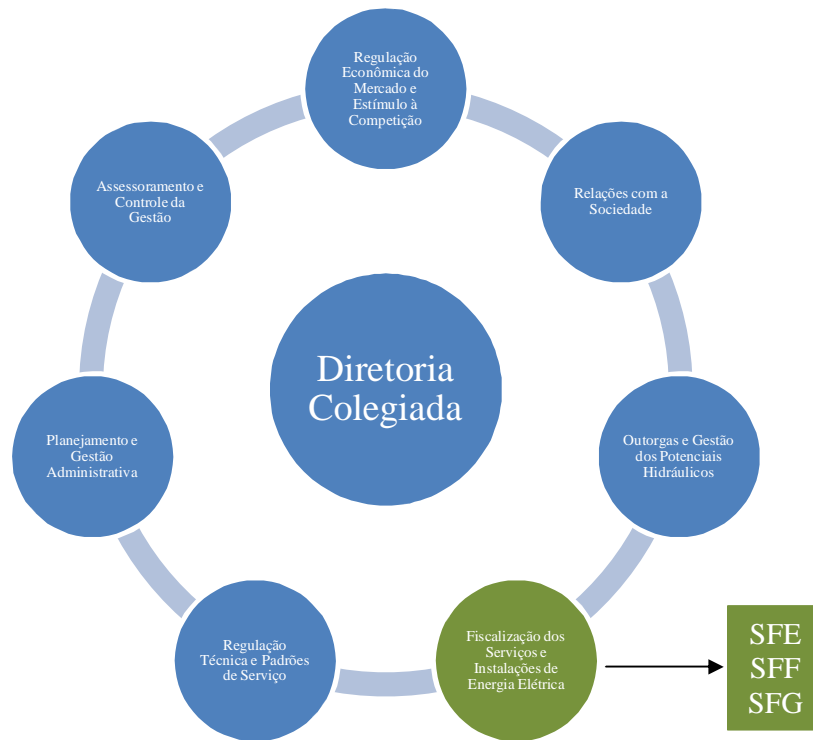 Regulação
Econômica do
Mercado e
Estímulo à
Competição
Assessoramento e
Controle da
Gestão
Relações com a
Sociedade
Diretoria
Colegiada
Planejamento e
Gestão
Administrativa
Outorgas e Gestão
dos Potenciais
Hidráulicos
Regulação
Técnica e Padrões
de Serviço
Fiscalização dos
Serviços e
Instalações de
Energia Elétrica
SFE
SFF
SFG